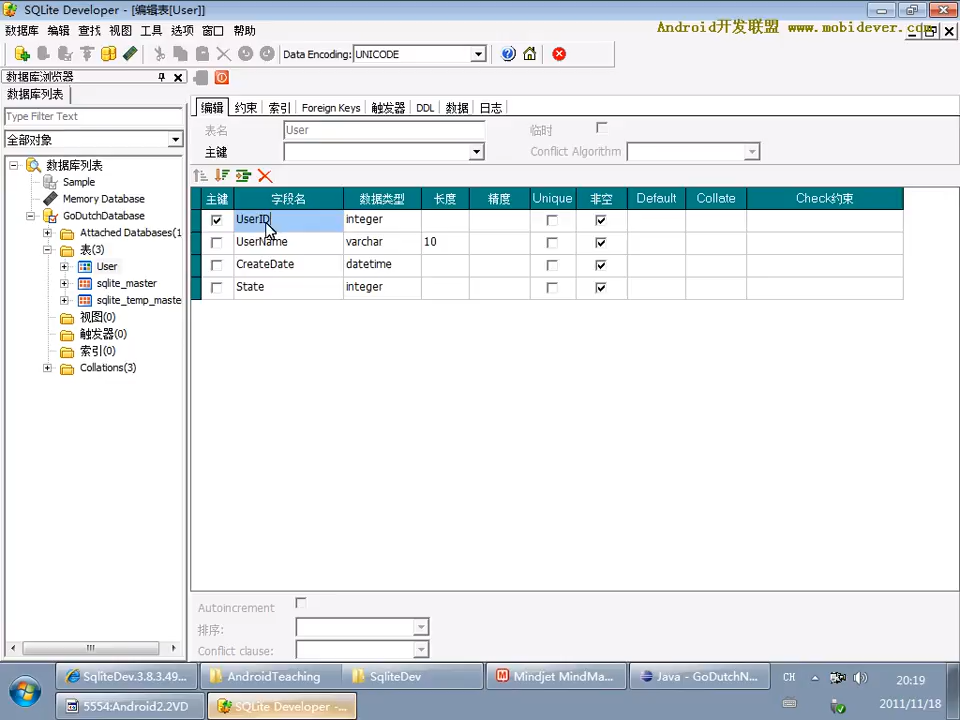 SQLite Developer - [编辑表[User]]
数据库 编辑 查找 视图 工具 选项 窗口 帮助
Android开发联盟 www.mobidever.com
Data Encoding: UNICODE
数据库浏览器
数据库列表
Type Filter Text
全部对象
数据库列表
Sample
Memory Database
GoDutchDatabase
Attached Databases(1
表(3)
User
sqlite_master
sqlite_temp_maste
视图(0)
触发器(0)
索引(0)
Collations(3)
编辑 约束 索引 Foreign Keys 触发器 DDL 数据 日志
表名 User 临时
主键 Conflict Algorithm
主键 字段名 数据类型 长度 精度 Unique 非空 Default Collate Check约束
UserID integer
UserName varchar 10
CreateDate datetime
State integer
Autoincrement
排序:
Conflict clause:
SqliteDev.3.8.3.49... AndroidTeaching SqliteDev Mindjet MindMa... Java - GoDutchN... CH 20:19
5554:Android2.2VD SQLite Developer -... 2011/11/18